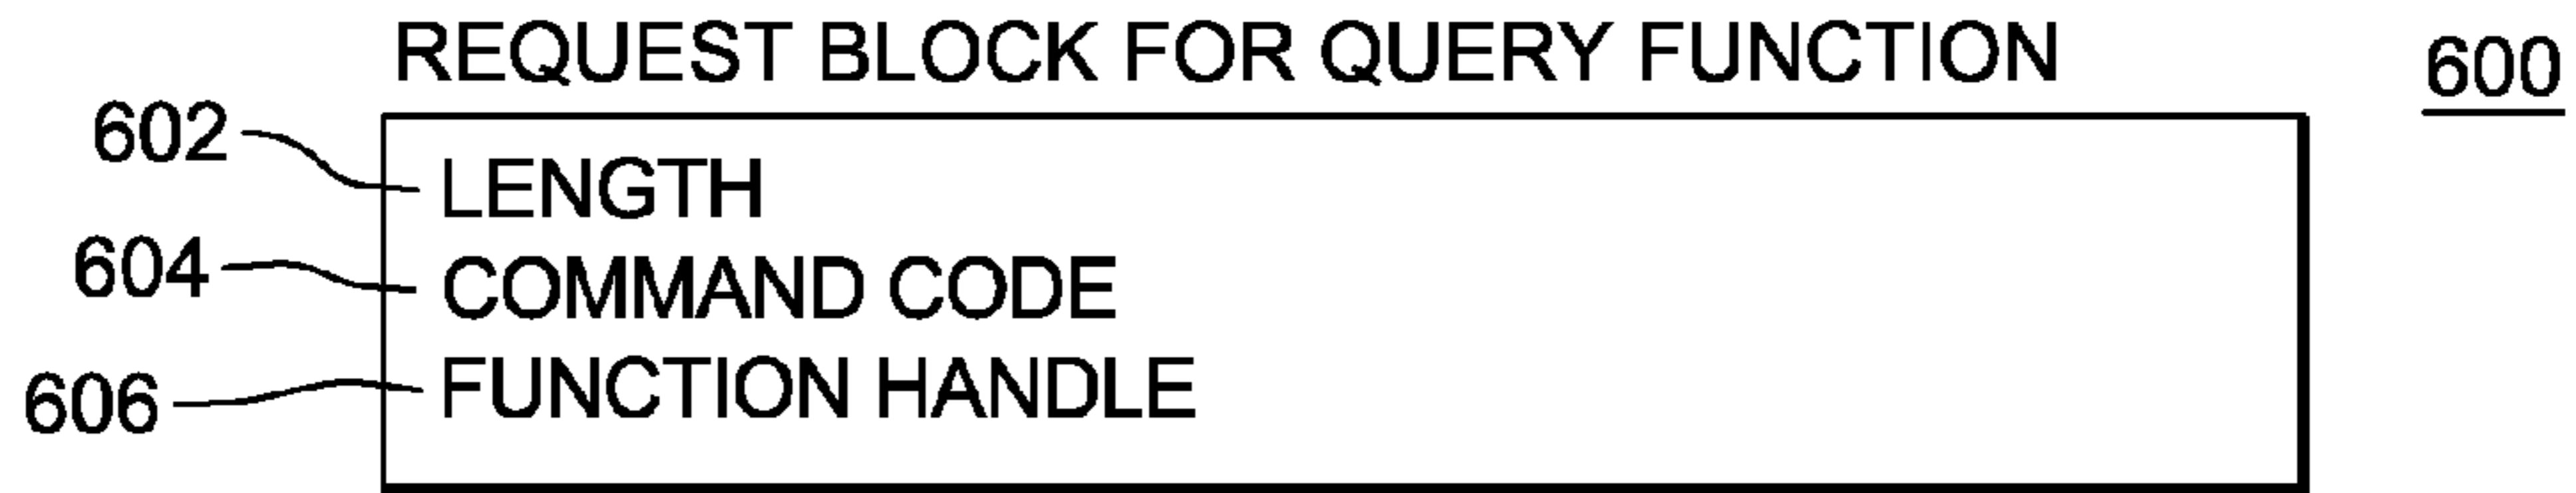 REQUEST BLOCK FOR QUERY FUNCTION
600
602 LENGTH
604 COMMAND CODE
606 FUNCTION HANDLE